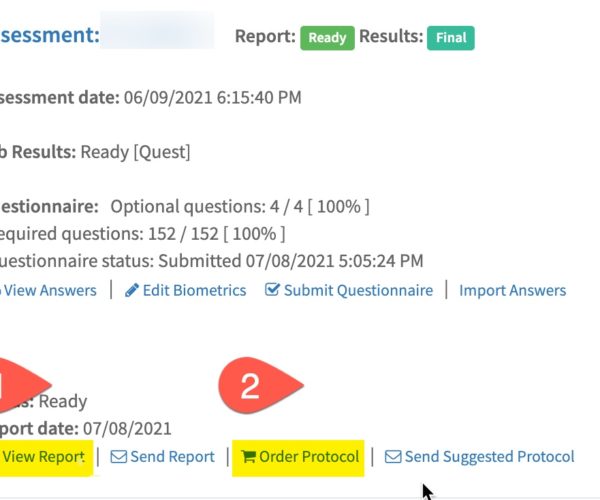 ssessment: Report: Ready Results: Final
sessment date: 06/09/2021 6:15:40 PM
b Results: Ready [Quest]
estionnaire: Optional questions: 4 / 4 [ 100% ]
equired questions: 152 / 152 [ 100% ]
uestionnaire status: Submitted 07/08/2021 5:05:24 PM
View Answers | Edit Biometrics Submit Questionnaire | Import Answers
1 2
Ready
port date: 07/08/2021
View Report | Send Report | Order Protocol | Send Suggested Protocol